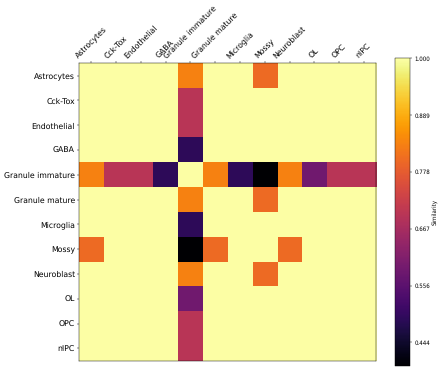 Astrocytes
Cck-Tox
Endothelial
GABA
Granule immature
Granule mature
Microglia
Mossy
Neuroblast
OL
OPC
nIPC
Astrocytes
Cck-Tox
Endothelial
GABA
Granule immature
Granule mature
Microglia
Mossy
Neuroblast
OL
OPC
nIPC
1.000
0.889
0.778
0.667
0.556
0.444
Similarity